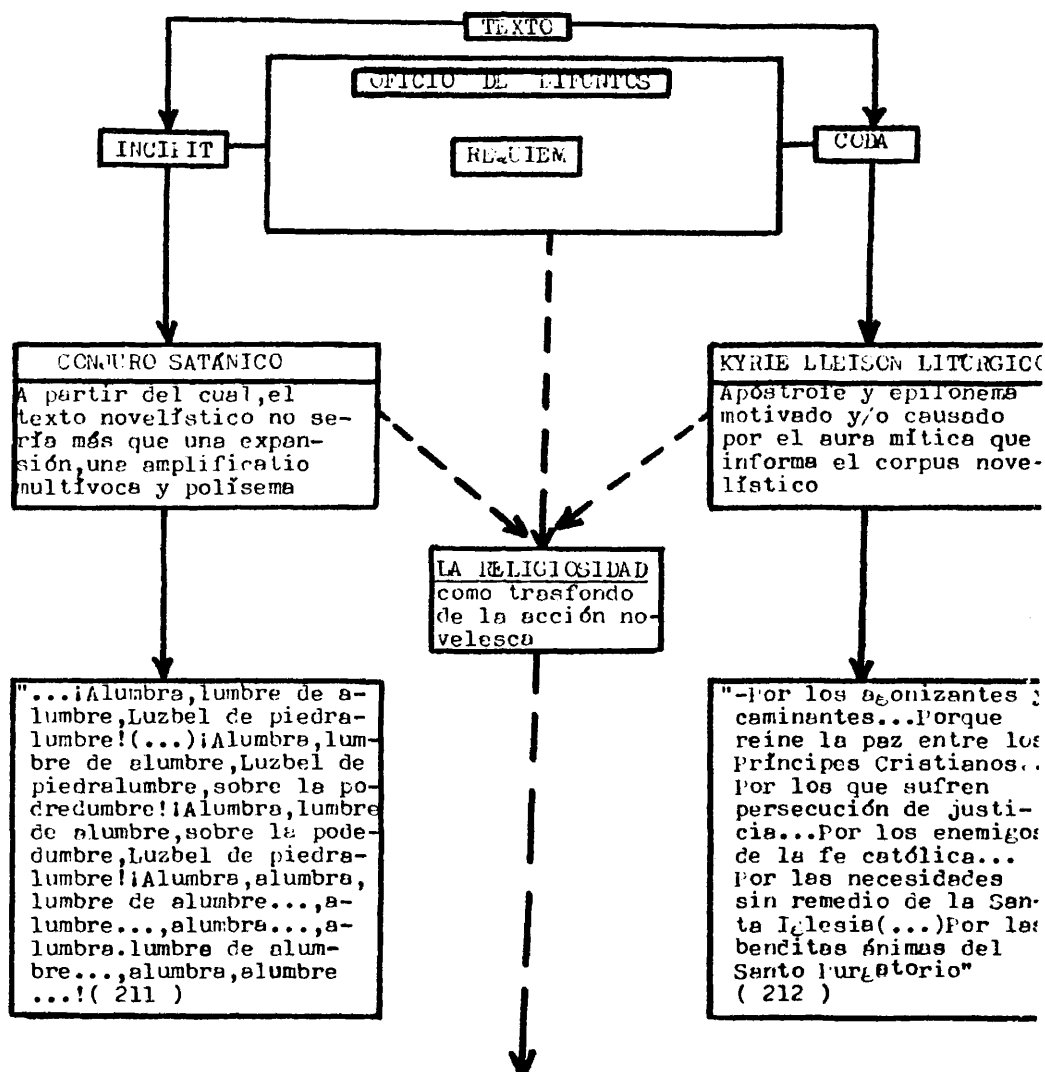 TEXTO
OFICIO DE DIFUNTOS
INCIPIT
REQUIEM
CODA
CONJURO SATÁNICO
A partir del cual,el
texto novelístico no se-
ría más que una expan-
sión,una amplificatio
multívoca y polísema
KYRIE ELEISON LITÚRGICO
Apóstrofe y epifonema
motivado y/o causado
por el aura mítica que
informa el corpus nove-
lístico
LA RELIGIOSIDAD
como trasfondo
de la acción no-
velesca
"...¡Alumbra,lumbre de a-
lumbre,Luzbel de piedra-
lumbre!(...)¡Alumbra,lum-
bre de alumbre,Luzbel de
piedralumbre,sobre la po-
dredumbre!¡Alumbra,lumbre
de alumbre,sobre la pode-
dumbre,Luzbel de piedra-
lumbre!¡Alumbra,alumbra,
lumbre de alumbre...,a-
lumbre...,alumbra...,a-
lumbra.lumbre de alum-
bre...,alumbra,alumbre
...!( 211 )
"-Por los agonizantes y
caminantes...Porque
reine la paz entre los
Príncipes Cristianos..
Por los que sufren
persecución de justi-
cia...Por los enemigos
de la fe católica...
Por las necesidades
sin remedio de la San-
ta Iglesia(...)Por las
benditas ánimas del
Santo Purgatorio"
( 212 )